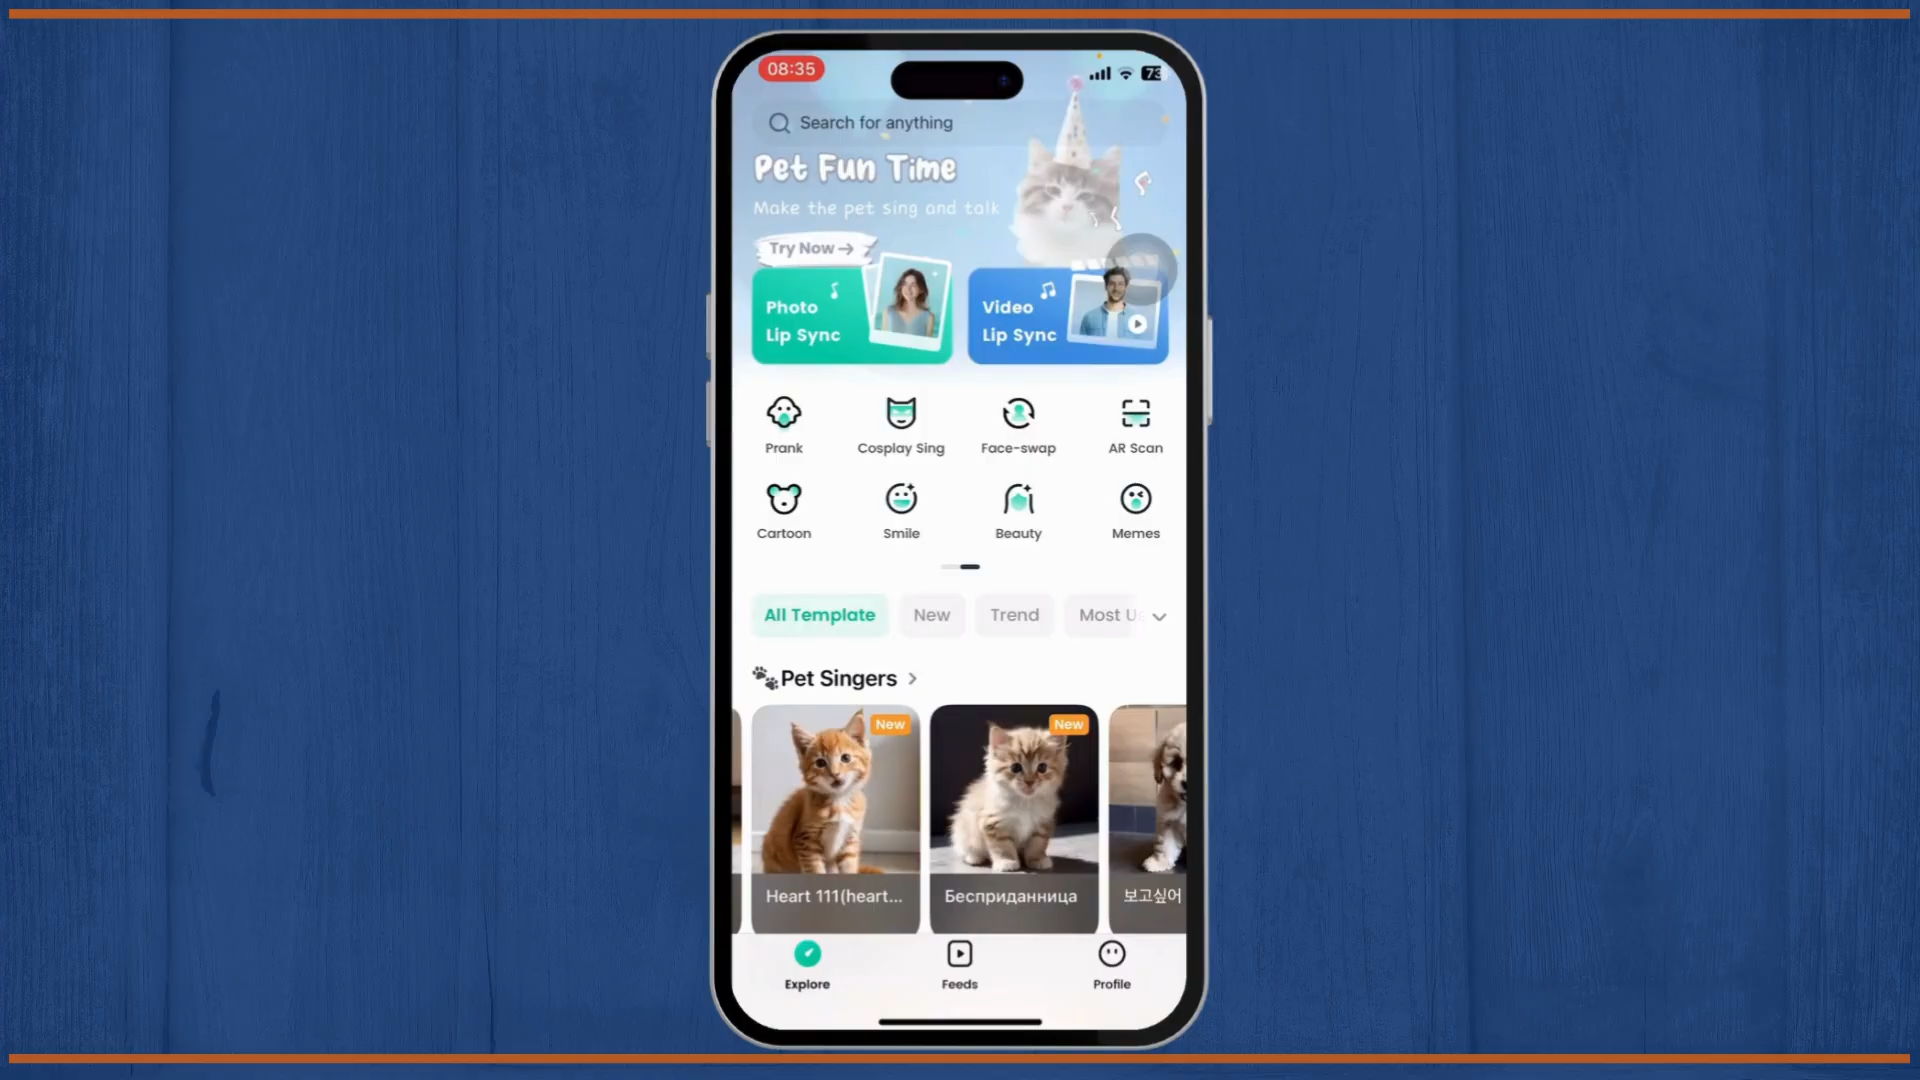 08:35
73
Search for anything
Pet Fun Time
Make the pet sing and talk
Try Now →
Photo
Lip Sync
Video
Lip Sync
Prank
Cosplay Sing
Face-swap
AR Scan
Cartoon
Smile
Beauty
Memes
All Template
New
Trend
Most
Pet Singers >
New
New
Heart 111(heart...
Бесприданница
보고싶어
Explore
Feeds
Profile